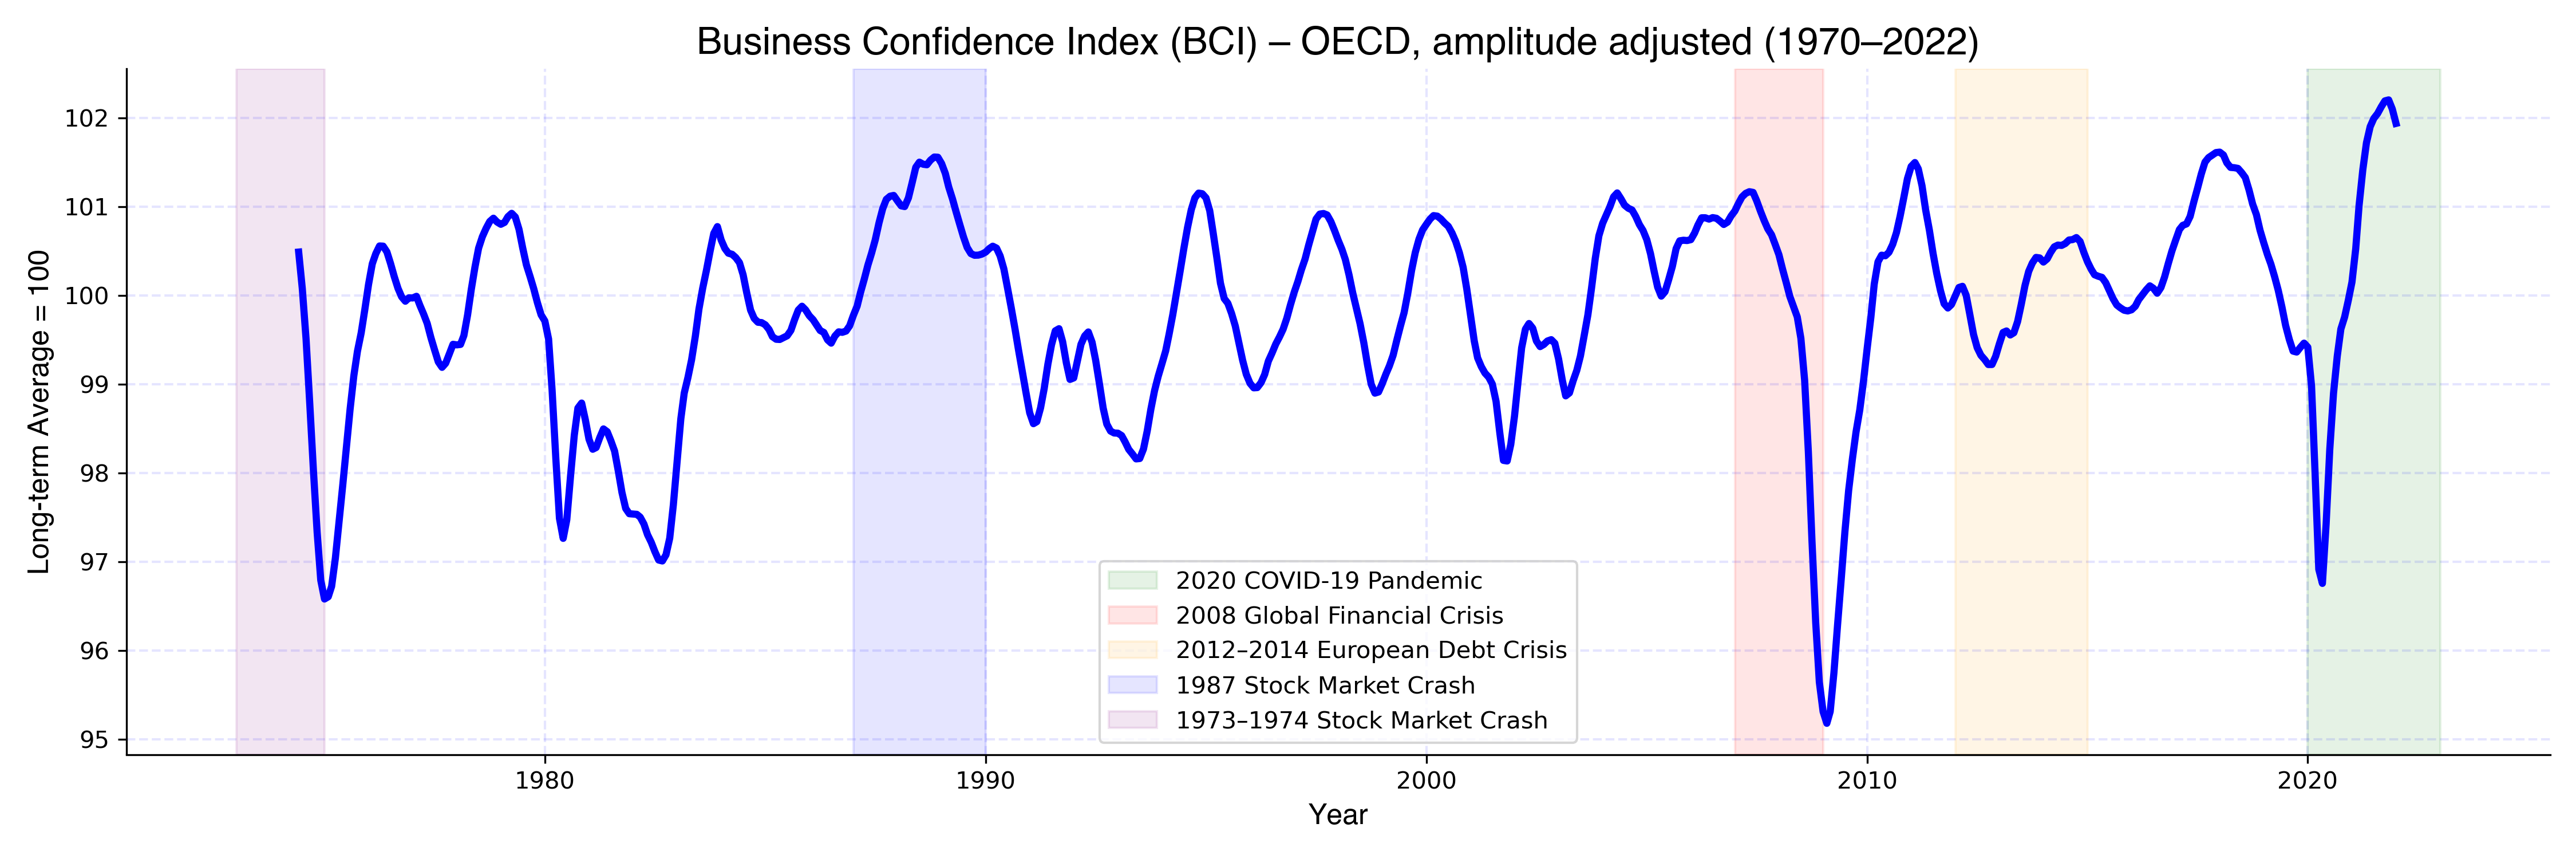 Business Confidence Index (BCI) – OECD, amplitude adjusted (1970–2022)
Long-term Average = 100
102
101
100
99
98
97
96
95
2020 COVID-19 Pandemic
2008 Global Financial Crisis
2012–2014 European Debt Crisis
1987 Stock Market Crash
1973–1974 Stock Market Crash
1980
1990
2000
2010
2020
Year